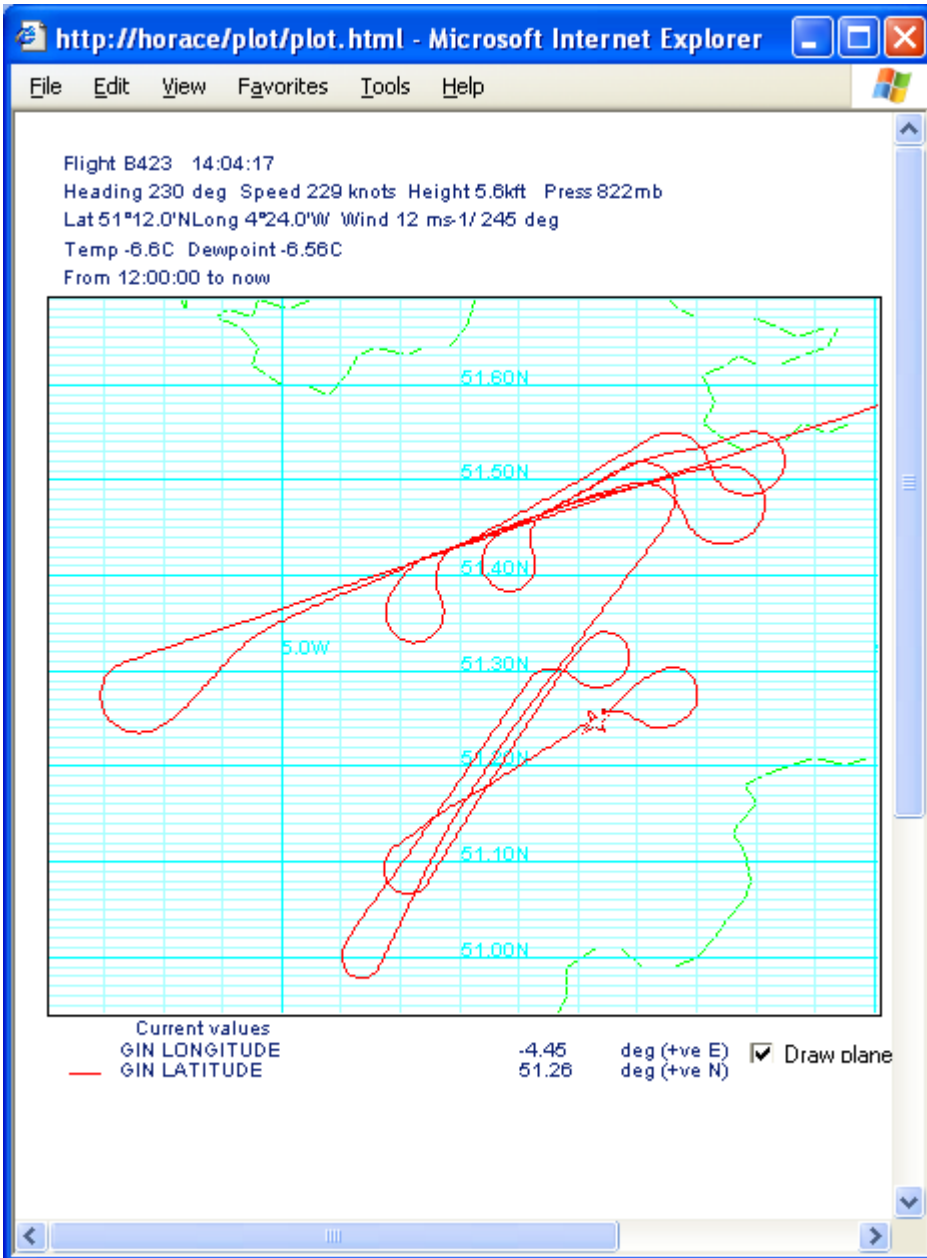 http://horace/plot/plot.html - Microsoft Internet Explorer
File Edit View Favorites Tools Help
Flight B423 14:04:17
Heading 230 deg Speed 229 knots Height 5.6kft Press 822mb
Lat 51°12.0'NLong 4°24.0'W Wind 12 ms-1/ 245 deg
Temp -6.6C Dewpoint -6.56C
From 12:00:00 to now
51.60N
51.50N
51.40N
5.0W
51.30N
51.20N
51.10N
51.00N
Current values
GIN LONGITUDE -4.45 deg (+ve E)
GIN LATITUDE 51.26 deg (+ve N)
Draw plane